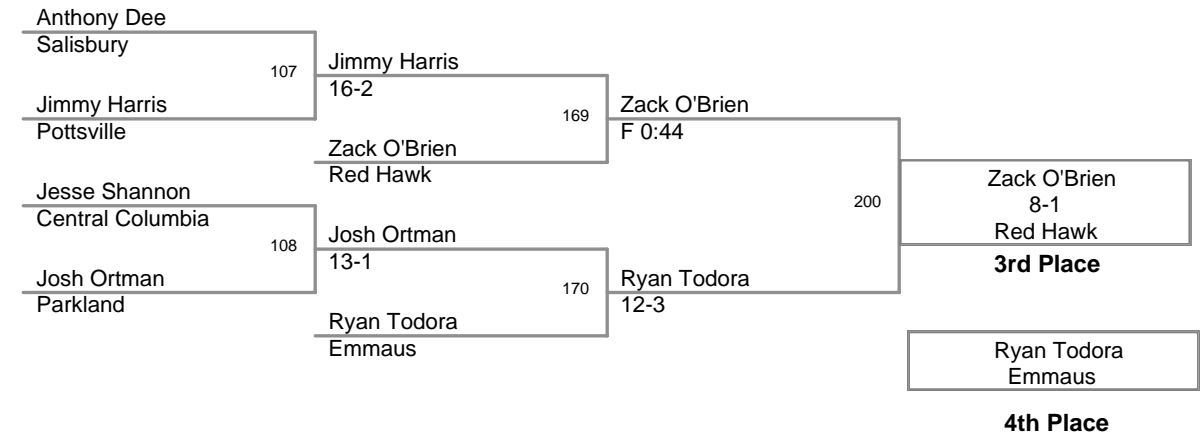 Anthony Dee
Salisbury
107
Jimmy Harris
16-2
Jimmy Harris
Pottsville
169
Zack O'Brien
F 0:44
Zack O'Brien
Red Hawk
Jesse Shannon
Central Columbia
200
Zack O'Brien
8-1
Red Hawk
3rd Place
108
Josh Ortman
13-1
Josh Ortman
Parkland
170
Ryan Todora
12-3
Ryan Todora
Emmaus
Ryan Todora
Emmaus
4th Place